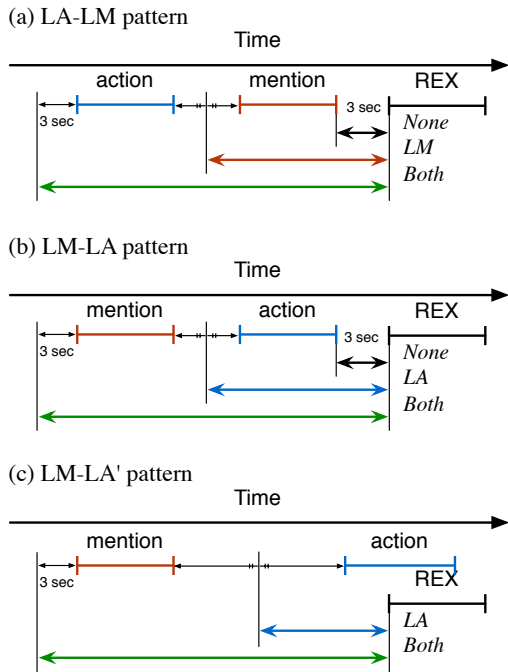 (a) LA-LM pattern
Time
action mention REX
3 sec 3 sec
None
LM
Both
(b) LM-LA pattern
Time
mention action REX
3 sec 3 sec
None
LA
Both
(c) LM-LA' pattern
Time
mention action
3 sec REX
LA
Both